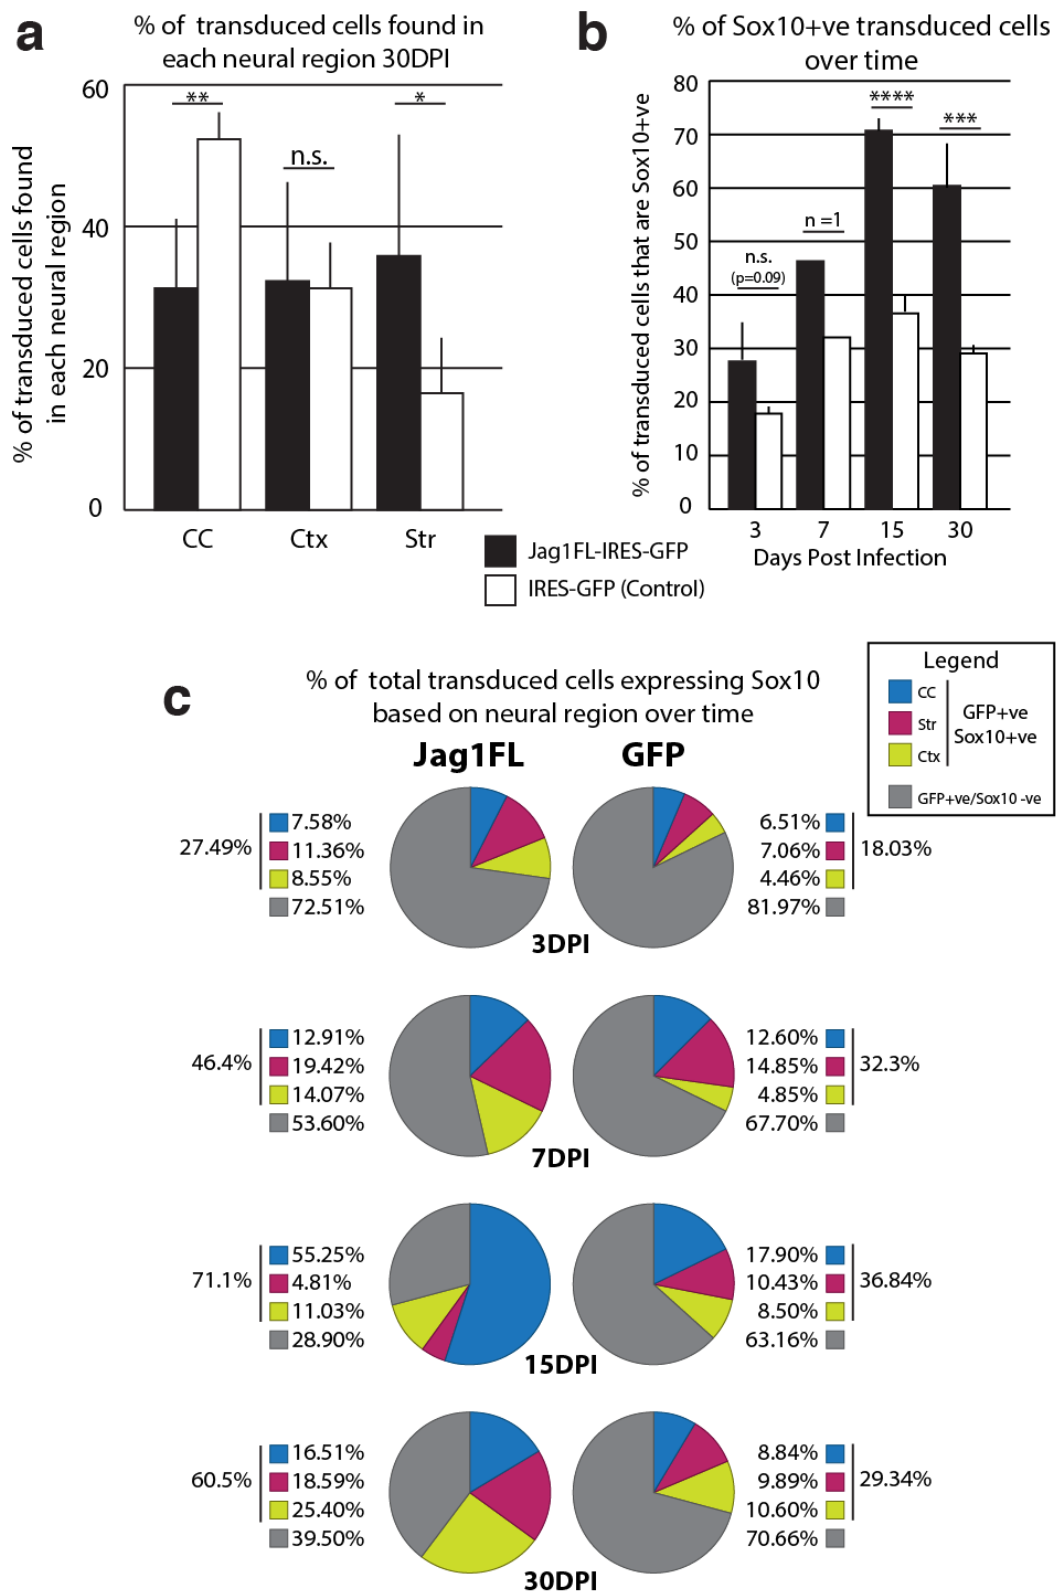 a
% of transduced cells found in
each neural region 30DPI
% of transduced cells found
in each neural region
60
40
20
0
**
n.s.
*
CC Ctx Str
b
% of Sox10+ve transduced cells
over time
% of transduced cells that are Sox10+ve
80
70
60
50
40
30
20
10
0
n.s.
(p=0.09)
n =1
****
***
3 7 15 30
Days Post Infection
Jag1FL-IRES-GFP
IRES-GFP (Control)
c
% of total transduced cells expressing Sox10
based on neural region over time
Legend
CC
Str
Ctx
GFP+ve
Sox10+ve
GFP+ve/Sox10 -ve
Jag1FL GFP
27.49%
7.58%
11.36%
8.55%
72.51%
6.51%
7.06%
4.46%
81.97%
18.03%
3DPI
46.4%
12.91%
19.42%
14.07%
53.60%
12.60%
14.85%
4.85%
67.70%
32.3%
7DPI
71.1%
55.25%
4.81%
11.03%
28.90%
17.90%
10.43%
8.50%
63.16%
36.84%
15DPI
60.5%
16.51%
18.59%
25.40%
39.50%
8.84%
9.89%
10.60%
70.66%
29.34%
30DPI